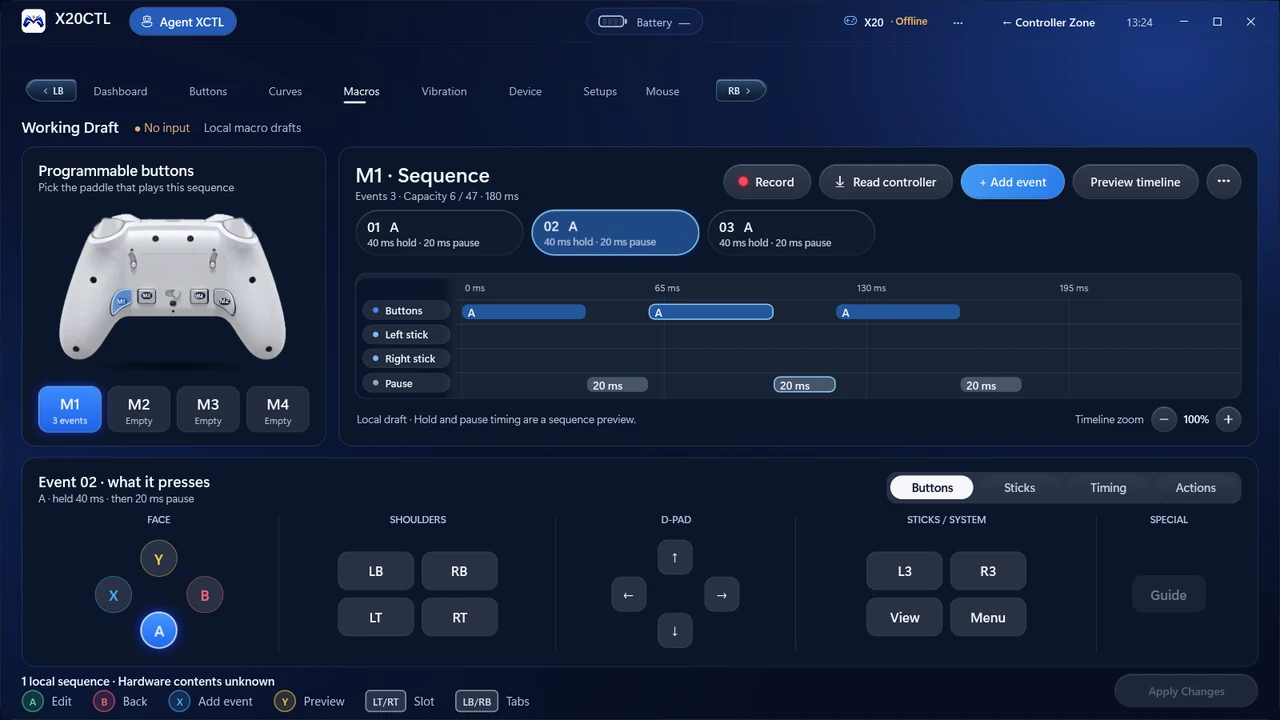 X20CTL
Agent XCTL
Battery —
X20 · Offline
...
← Controller Zone
13:24
‹ LB
Dashboard
Buttons
Curves
Macros
Vibration
Device
Setups
Mouse
RB ›
Working Draft
• No input
Local macro drafts
Programmable buttons
Pick the paddle that plays this sequence
M1
M2
M1
3 events
M2
Empty
M3
Empty
M4
Empty
M1 · Sequence
Events 3 · Capacity 6 / 47 · 180 ms
Record
Read controller
+ Add event
Preview timeline
...
01 A
40 ms hold · 20 ms pause
02 A
40 ms hold · 20 ms pause
03 A
40 ms hold · 20 ms pause
0 ms
65 ms
130 ms
195 ms
Buttons
A
A
A
Left stick
Right stick
Pause
20 ms
20 ms
20 ms
Local draft · Hold and pause timing are a sequence preview.
Timeline zoom
− 100% +
Event 02 · what it presses
A · held 40 ms · then 20 ms pause
Buttons
Sticks
Timing
Actions
FACE
Y
X
B
A
SHOULDERS
LB
RB
LT
RT
D-PAD
↑
←
→
↓
STICKS / SYSTEM
L3
R3
View
Menu
SPECIAL
Guide
1 local sequence · Hardware contents unknown
A Edit
B Back
X Add event
Y Preview
LT/RT Slot
LB/RB Tabs
Apply Changes